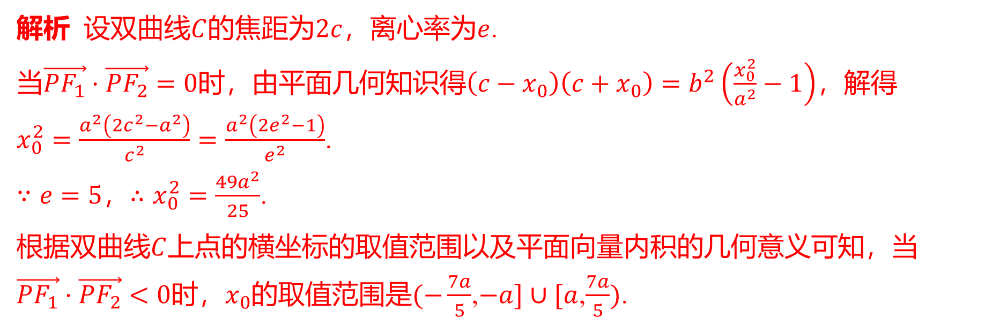 解析 设双曲线$C$的焦距为$2c$，离心率为$e$.
当$\overrightarrow{PF_1}\cdot\overrightarrow{PF_2}=0$时，由平面几何知识得$(c-x_0)(c+x_0)=b^2\left(\frac{x_0^2}{a^2}-1\right)$，解得
$x_0^2=\frac{a^2(2c^2-a^2)}{c^2}=\frac{a^2(2e^2-1)}{e^2}$.
$\because e=5$，$\therefore x_0^2=\frac{49a^2}{25}$.
根据双曲线$C$上点的横坐标的取值范围以及平面向量内积的几何意义可知，当
$\overrightarrow{PF_1}\cdot\overrightarrow{PF_2}<0$时，$x_0$的取值范围是$(-\frac{7a}{5},-a]\cup[a,\frac{7a}{5})$.